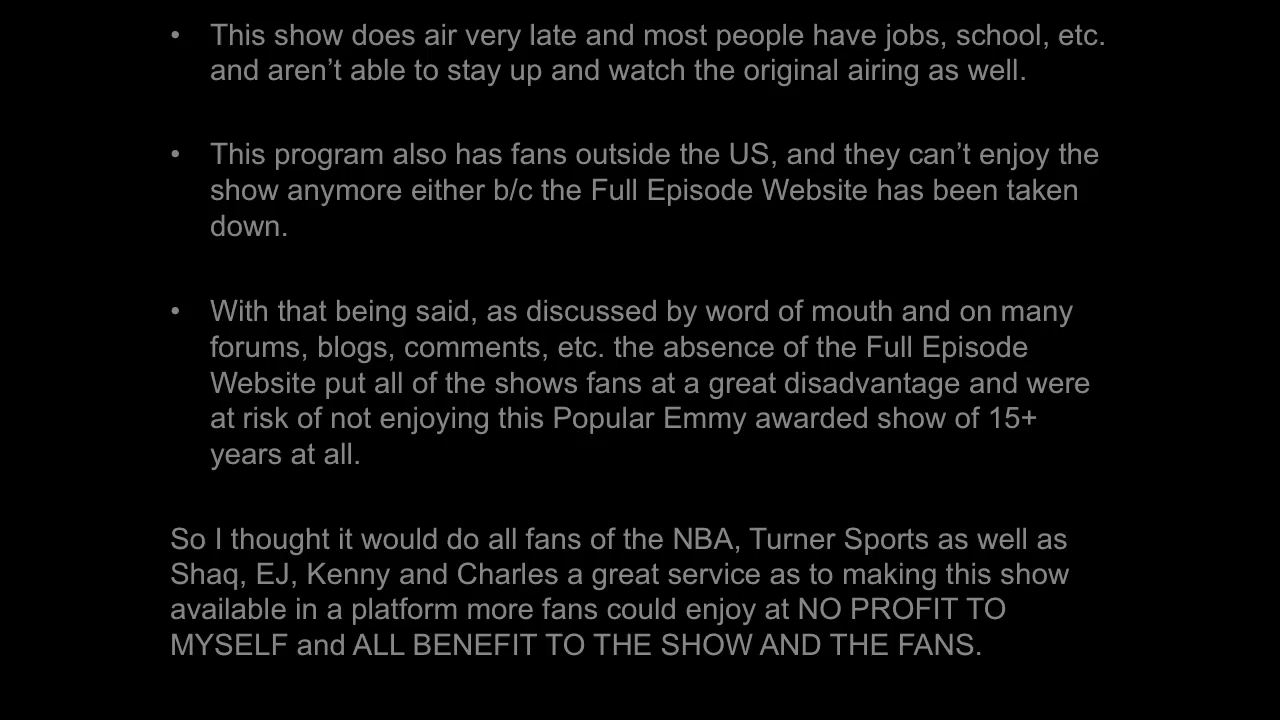 • This show does air very late and most people have jobs, school, etc.
and aren’t able to stay up and watch the original airing as well.
• This program also has fans outside the US, and they can’t enjoy the
show anymore either b/c the Full Episode Website has been taken
down.
• With that being said, as discussed by word of mouth and on many
forums, blogs, comments, etc. the absence of the Full Episode
Website put all of the shows fans at a great disadvantage and were
at risk of not enjoying this Popular Emmy awarded show of 15+
years at all.
So I thought it would do all fans of the NBA, Turner Sports as well as
Shaq, EJ, Kenny and Charles a great service as to making this show
available in a platform more fans could enjoy at NO PROFIT TO
MYSELF and ALL BENEFIT TO THE SHOW AND THE FANS.